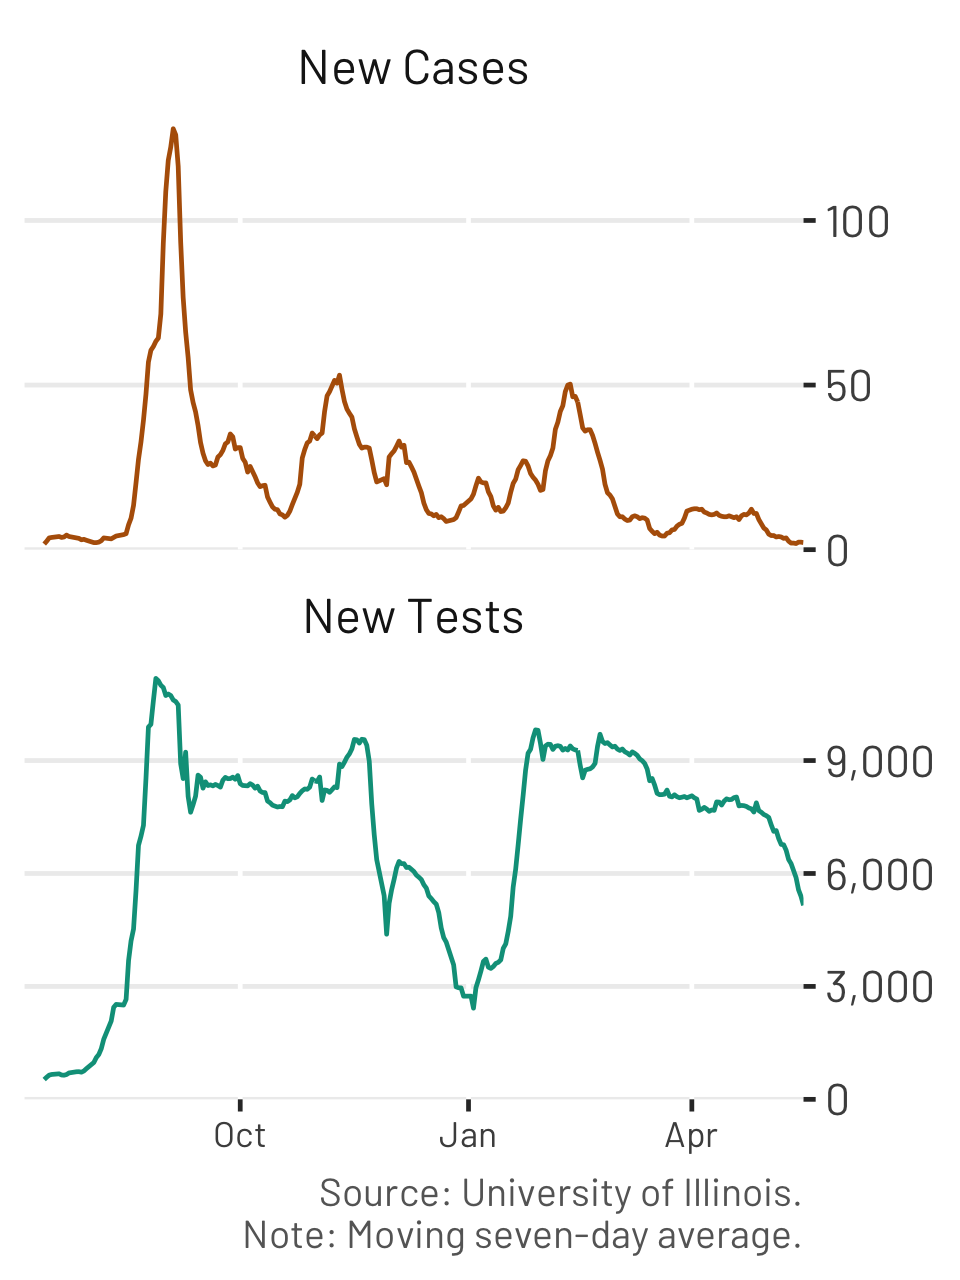 New Cases
100
50
0
New Tests
9,000
6,000
3,000
0
Oct Jan Apr
Source: University of Illinois.
Note: Moving seven-day average.